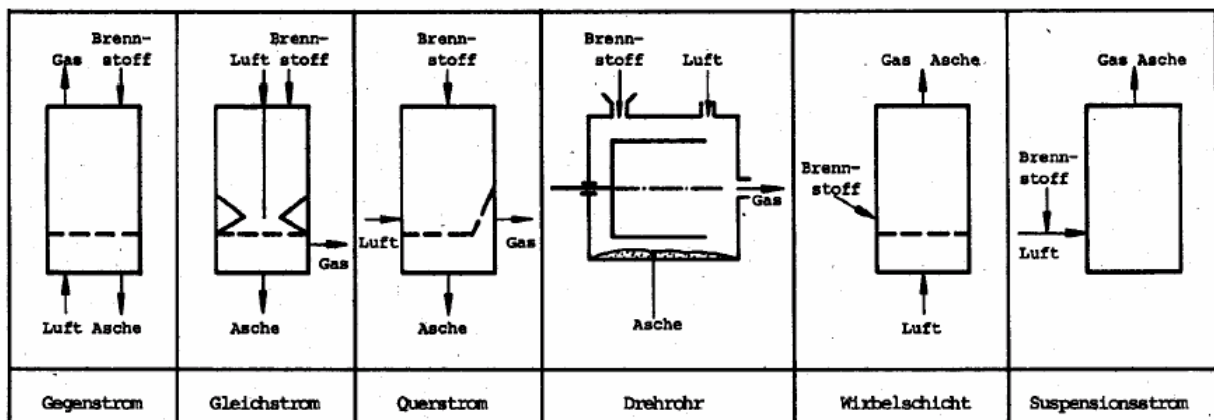 Gas
Brenn-
stoff
Luft Asche
Gegenstrom
Brenn-
Luft stoff
Gas
Asche
Gleichstrom
Brenn-
stoff
Luft
Gas
Asche
Querstrom
Brenn-
stoff
Luft
Gas
Asche
Drehrohr
Gas Asche
Brenn-
stoff
Luft
Wirbelschicht
Gas Asche
Brenn-
stoff
Luft
Suspensionsstrom